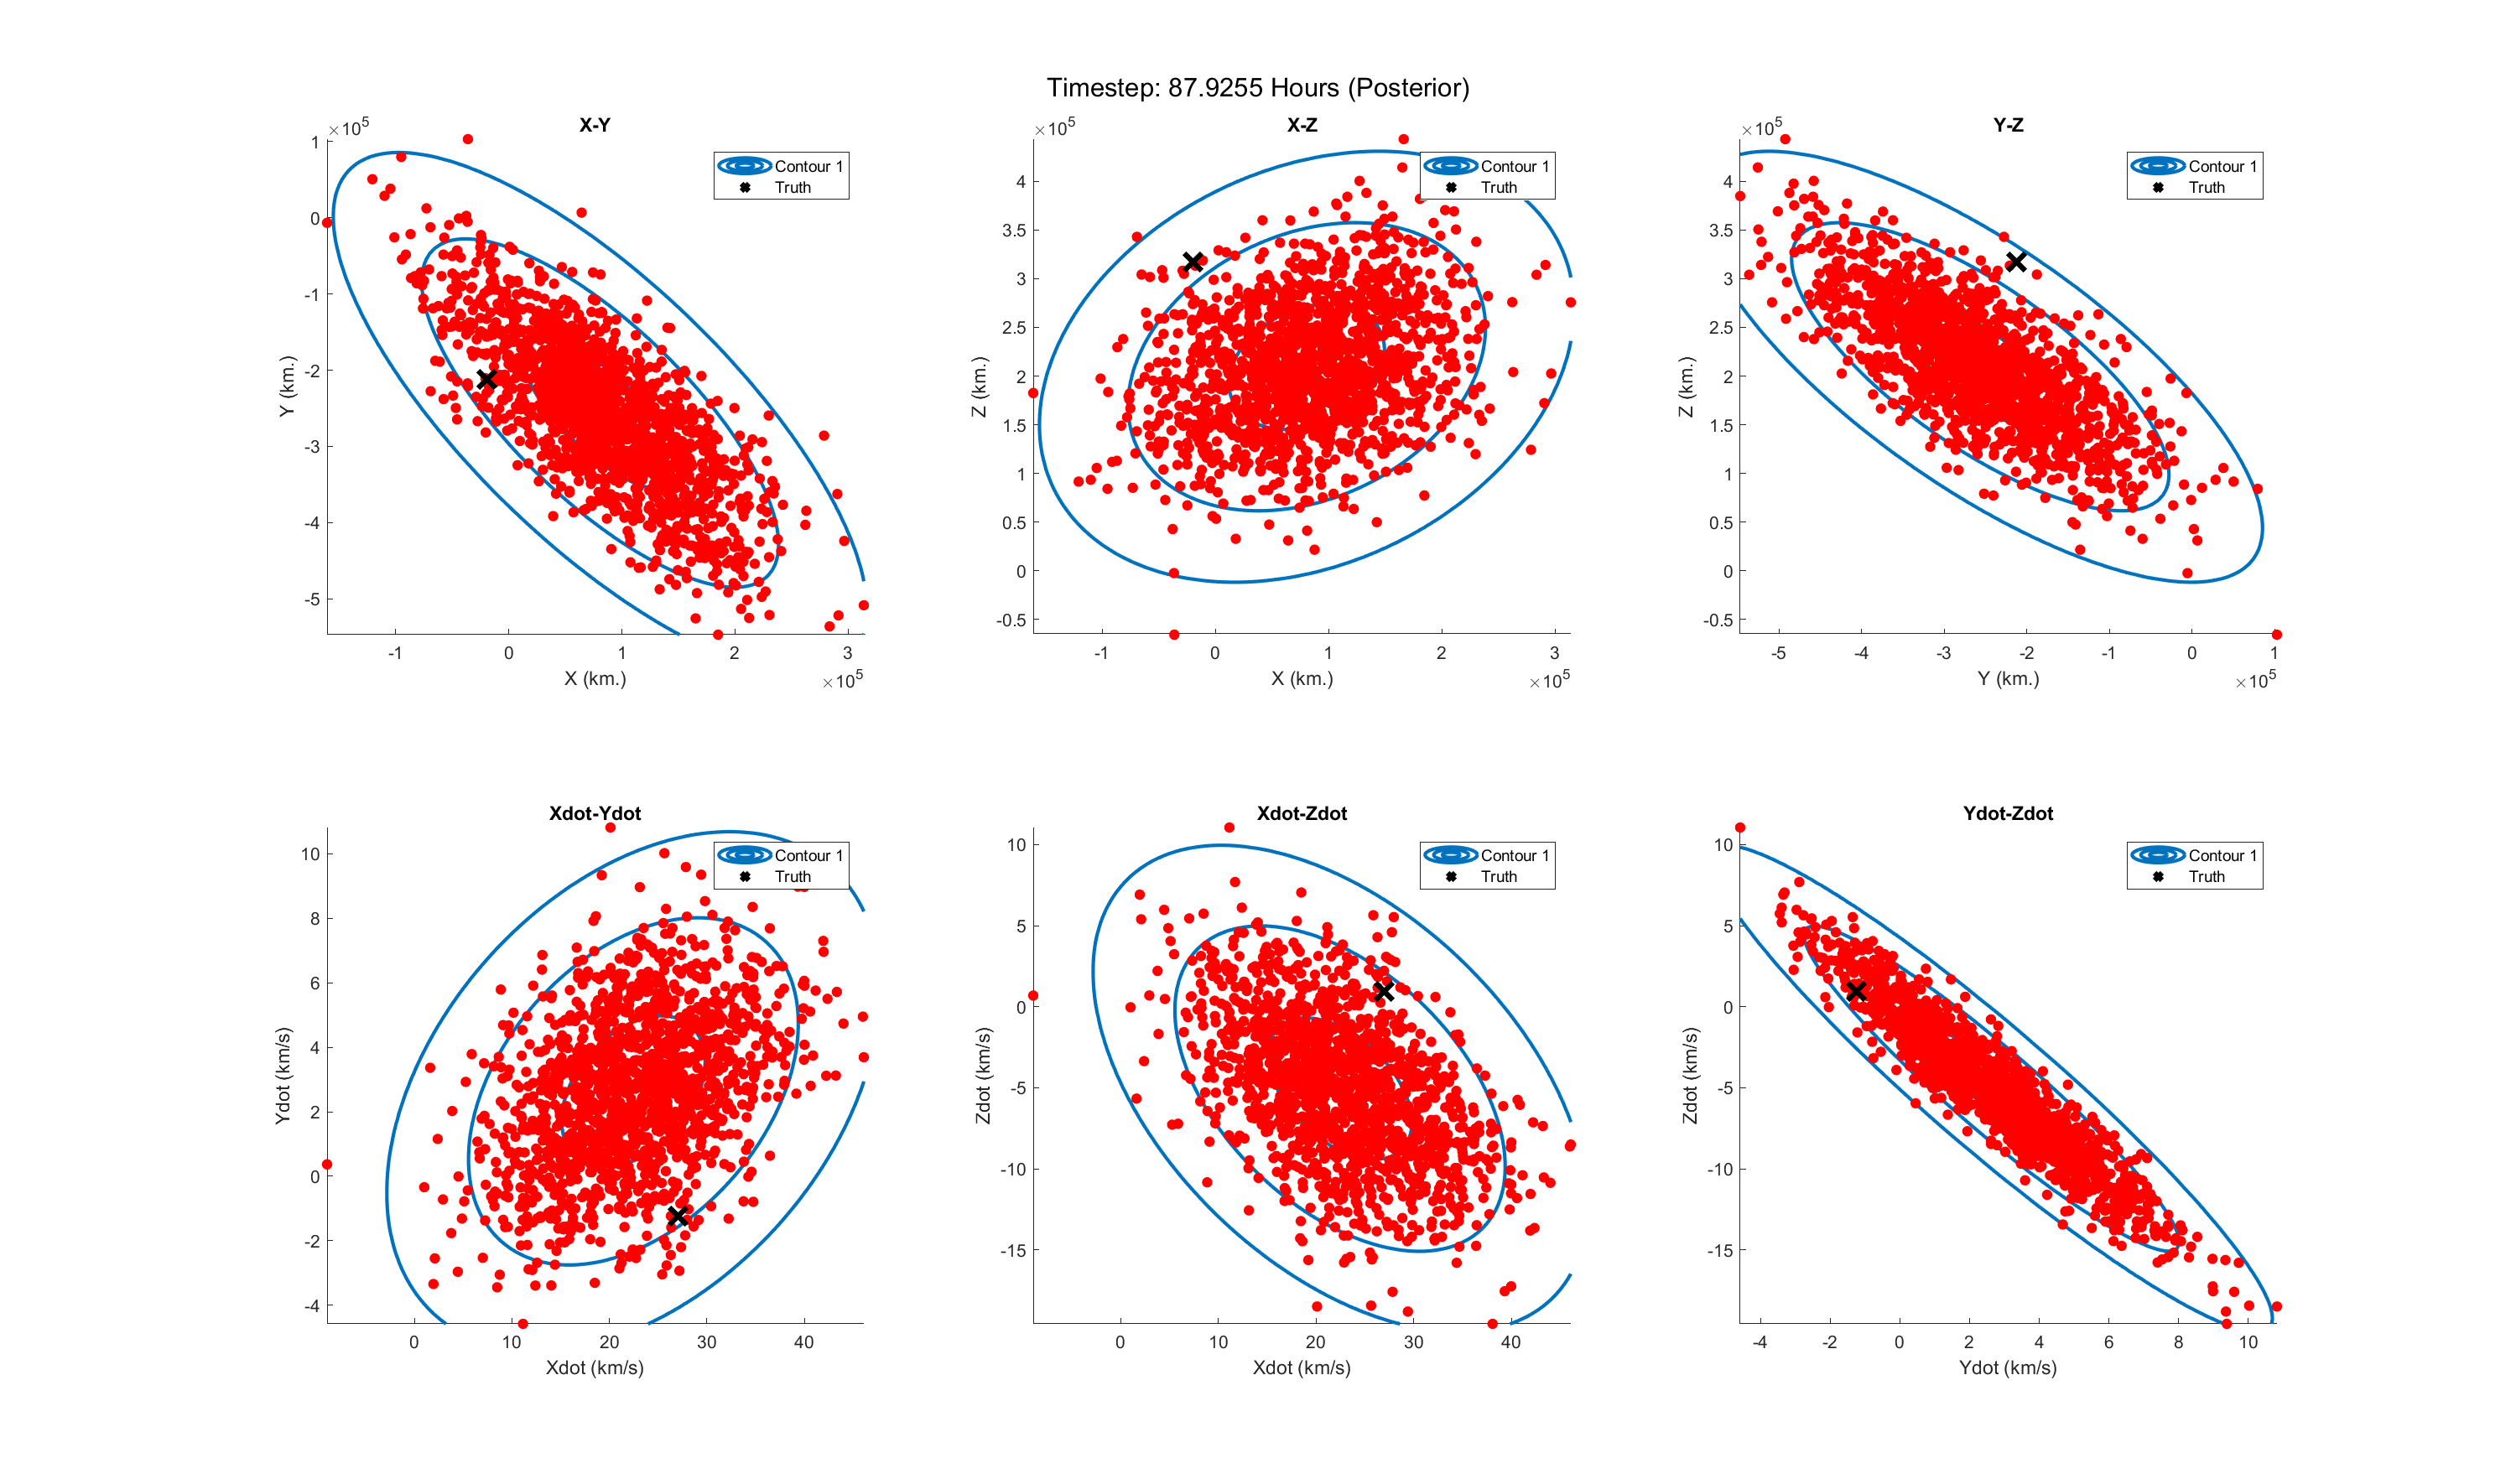 Timestep: 87.9255 Hours (Posterior)
X-Y
×10^5
1
0
-1
-2
-3
-4
-5
Y (km.)
-1 0 1 2 3
X (km.)
×10^5
Contour 1
Truth
X-Z
×10^5
4
3.5
3
2.5
2
1.5
1
0.5
0
-0.5
Z (km.)
-1 0 1 2 3
X (km.)
×10^5
Contour 1
Truth
Y-Z
×10^5
4
3.5
3
2.5
2
1.5
1
0.5
0
-0.5
Z (km.)
-5 -4 -3 -2 -1 0 1
Y (km.)
×10^5
Contour 1
Truth
Xdot-Ydot
10
8
6
4
2
0
-2
-4
Ydot (km/s)
0 10 20 30 40
Xdot (km/s)
Contour 1
Truth
Xdot-Zdot
10
5
0
-5
-10
-15
Zdot (km/s)
0 10 20 30 40
Xdot (km/s)
Contour 1
Truth
Ydot-Zdot
10
5
0
-5
-10
-15
Zdot (km/s)
-4 -2 0 2 4 6 8 10
Ydot (km/s)
Contour 1
Truth